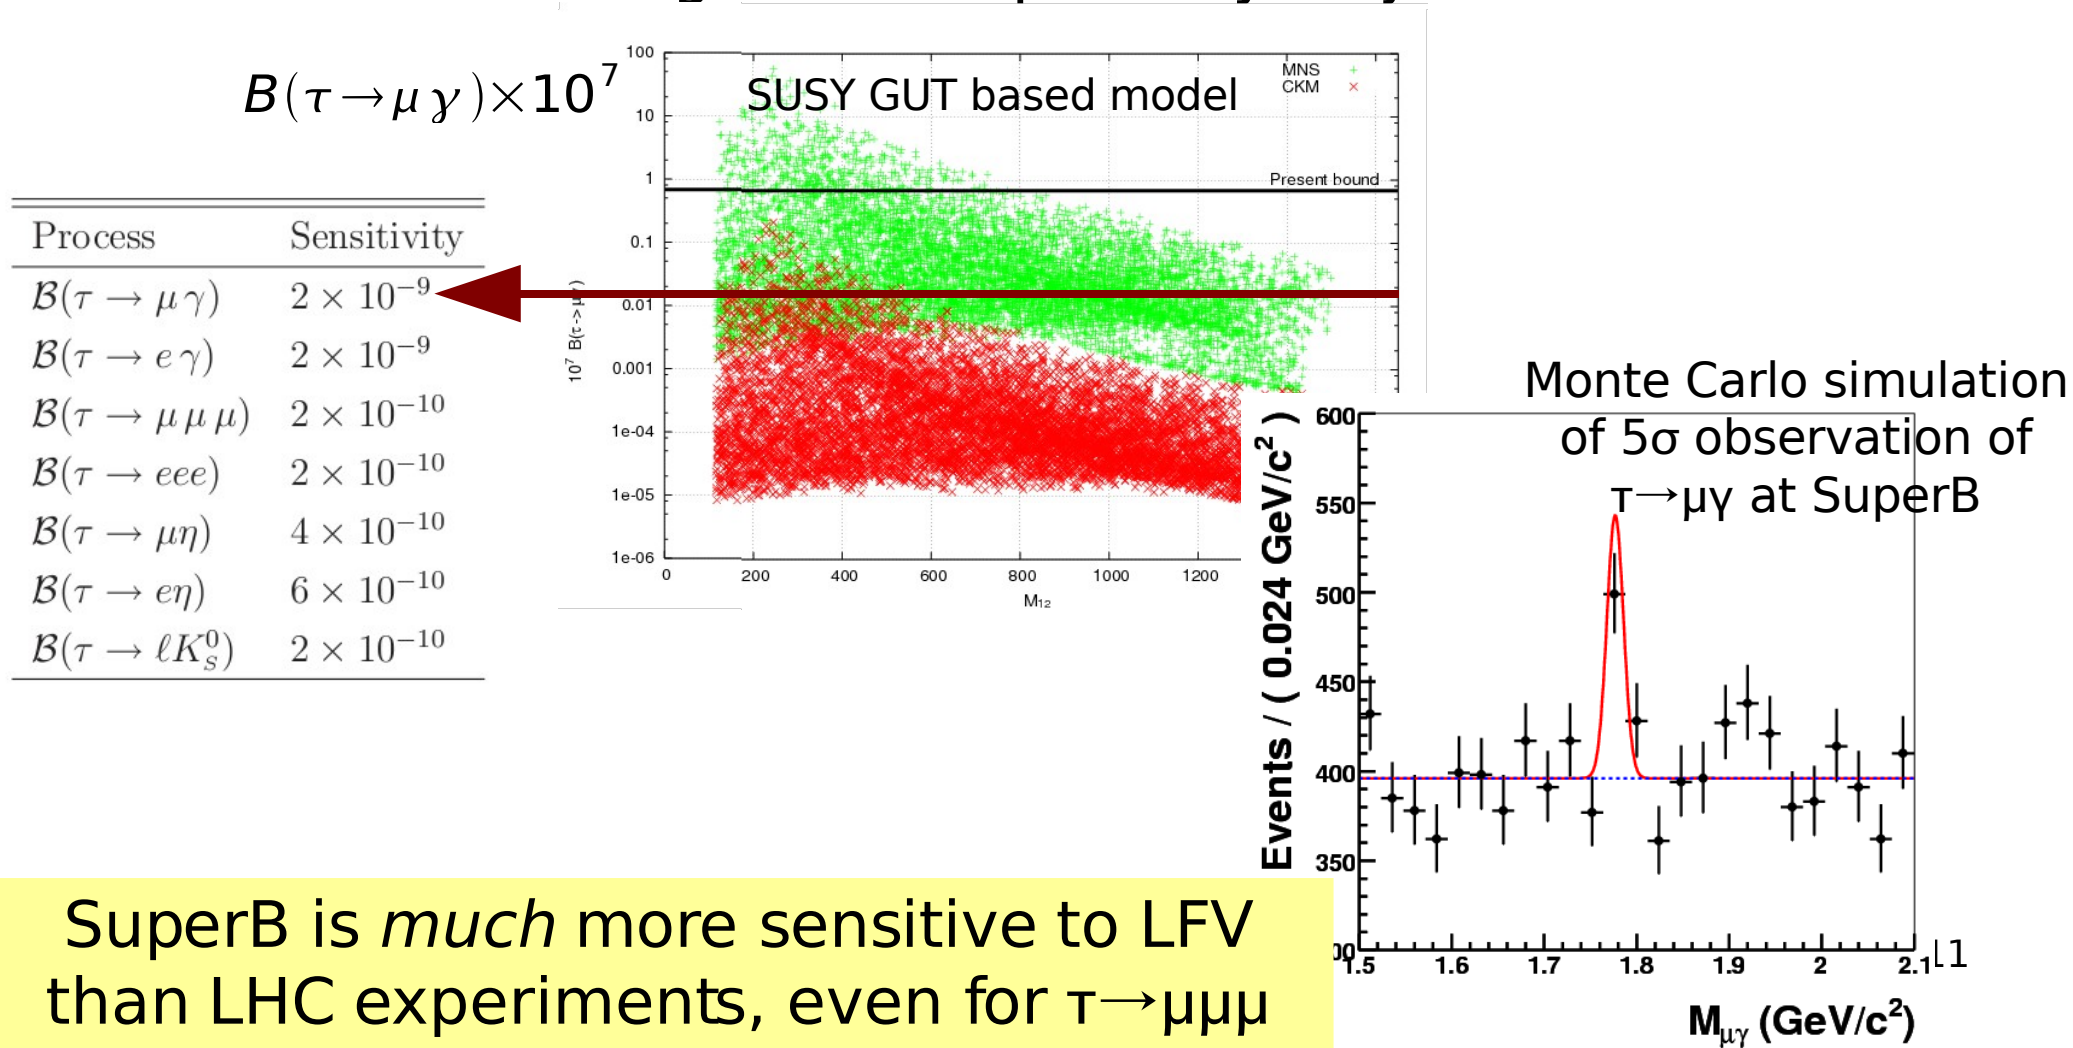 B(τ→μγ)×10⁷
SUSY GUT based model
MNS
CKM
Present bound
100
10
1
0.1
0.01
0.001
1e-04
1e-05
1e-06
10⁷ B(τ->μγ)
0 200 400 600 800 1000 1200
M₁₂
Process Sensitivity
B(τ → μ γ) 2 × 10⁻⁹
B(τ → e γ) 2 × 10⁻⁹
B(τ → μ μ μ) 2 × 10⁻¹⁰
B(τ → eee) 2 × 10⁻¹⁰
B(τ → μη) 4 × 10⁻¹⁰
B(τ → eη) 6 × 10⁻¹⁰
B(τ → ℓK⁰ₛ) 2 × 10⁻¹⁰
Monte Carlo simulation
of 5σ observation of
τ→μγ at SuperB
Events / ( 0.024 GeV/c² )
600
550
500
450
400
350
00
1.5 1.6 1.7 1.8 1.9 2 2.1
Mμγ (GeV/c²)
SuperB is much more sensitive to LFV
than LHC experiments, even for τ→μμμ